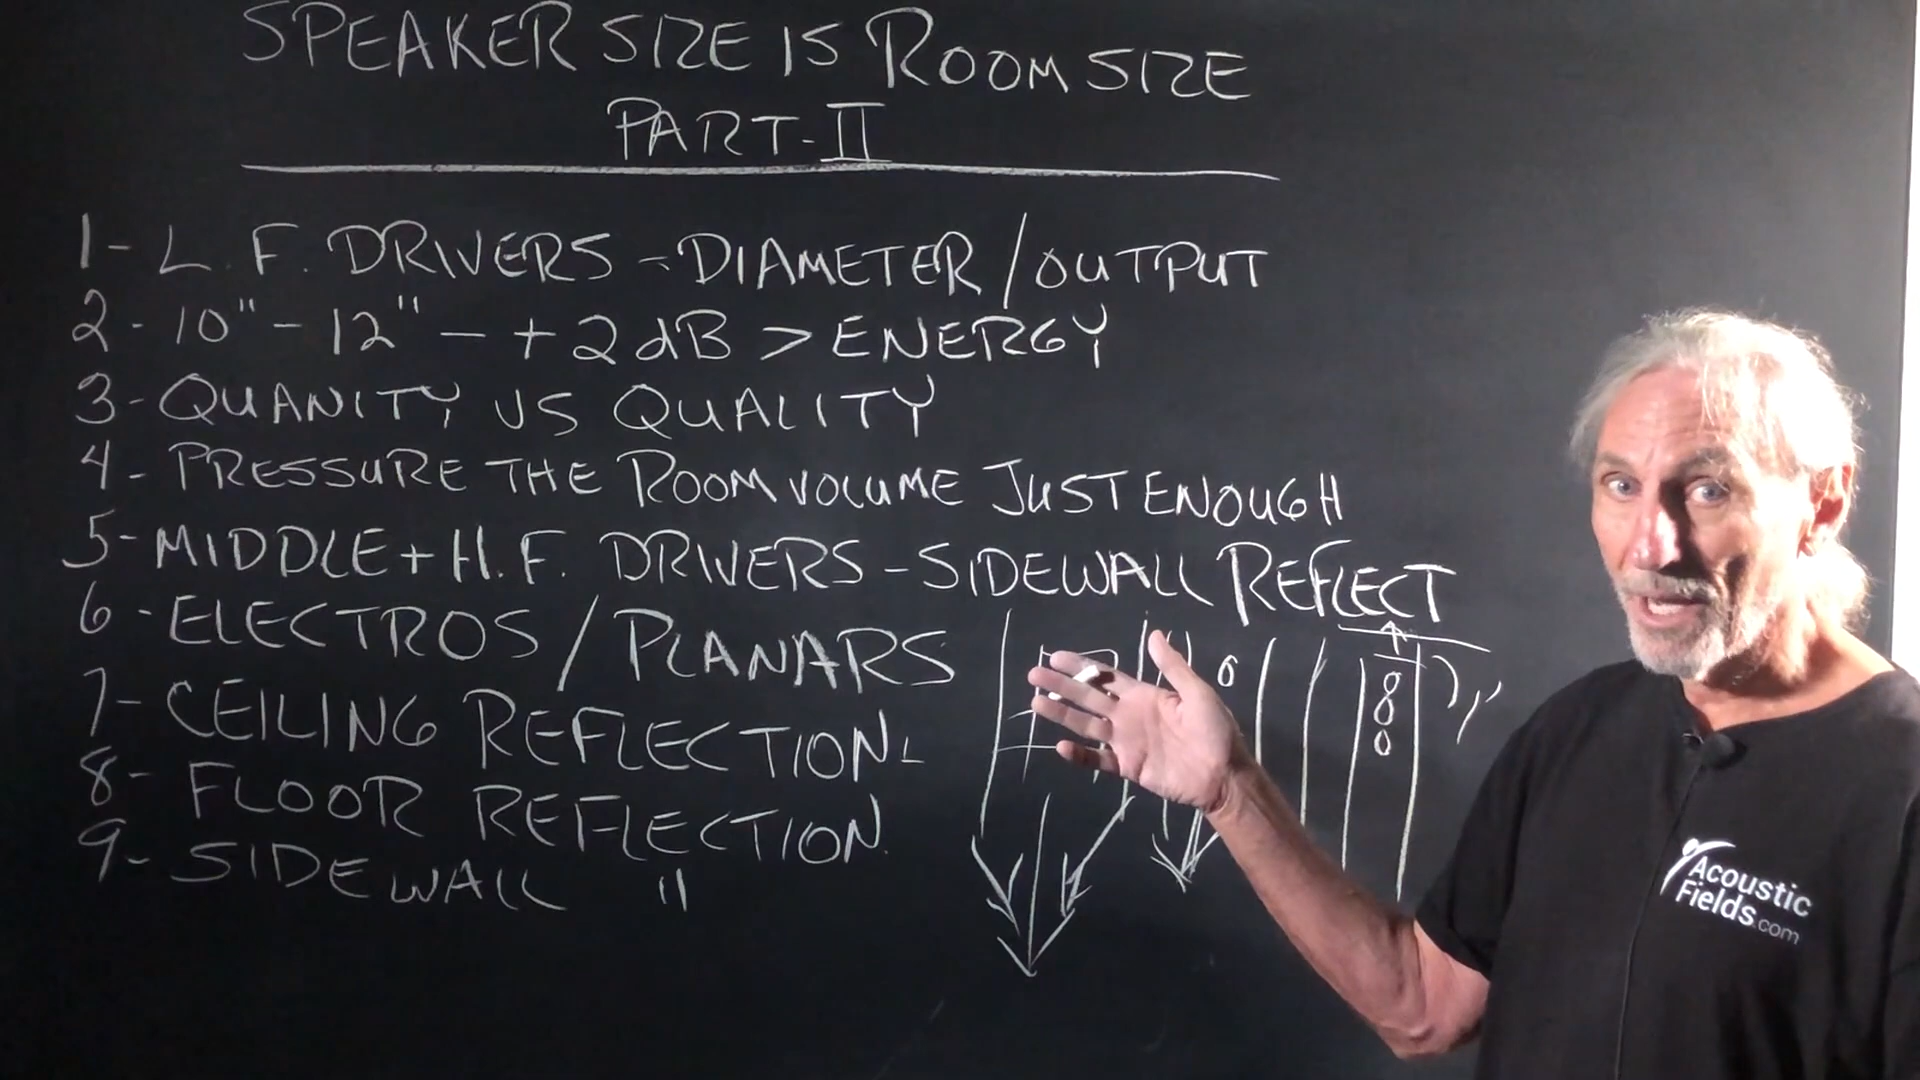 SPEAKER SIZE IS ROOM SIZE
PART-II
1- L.F. DRIVERS - DIAMETER/OUTPUT
2- 10" - 12" - +2dB > ENERGY
3- QUANITY VS QUALITY
4- PRESSURE THE ROOM VOLUME JUST ENOUGH
5- MIDDLE + H.F. DRIVERS - SIDEWALL REFLECT
6- ELECTROS/PLANARS
7- CEILING REFLECTION
8- FLOOR REFLECTION.
9- SIDEWALL "
Acoustic
Fields.com